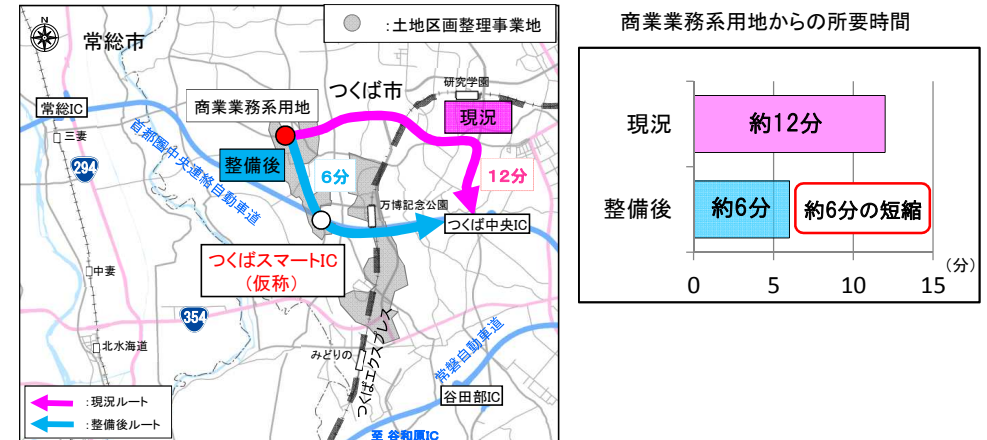 N
常総市
:土地区画整理事業地
研究学園
つくば市
現況
常総IC
商業業務系用地
三妻
首都圏中央連絡自動車道
整備後
6分
12分
294
万博記念公園
つくば中央IC
つくばスマートIC
(仮称)
中妻
354
北水海道
みどりの
つくばエクスプレス
常磐自動車道
谷田部IC
:現況ルート
:整備後ルート
至 谷和原IC
商業業務系用地からの所要時間
現況
約12分
整備後
約6分
約6分の短縮
(分)
0 5 10 15